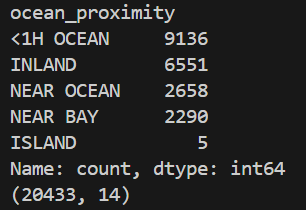 ocean_proximity
<1H OCEAN     9136
INLAND        6551
NEAR OCEAN    2658
NEAR BAY      2290
ISLAND           5
Name: count, dtype: int64
(20433, 14)